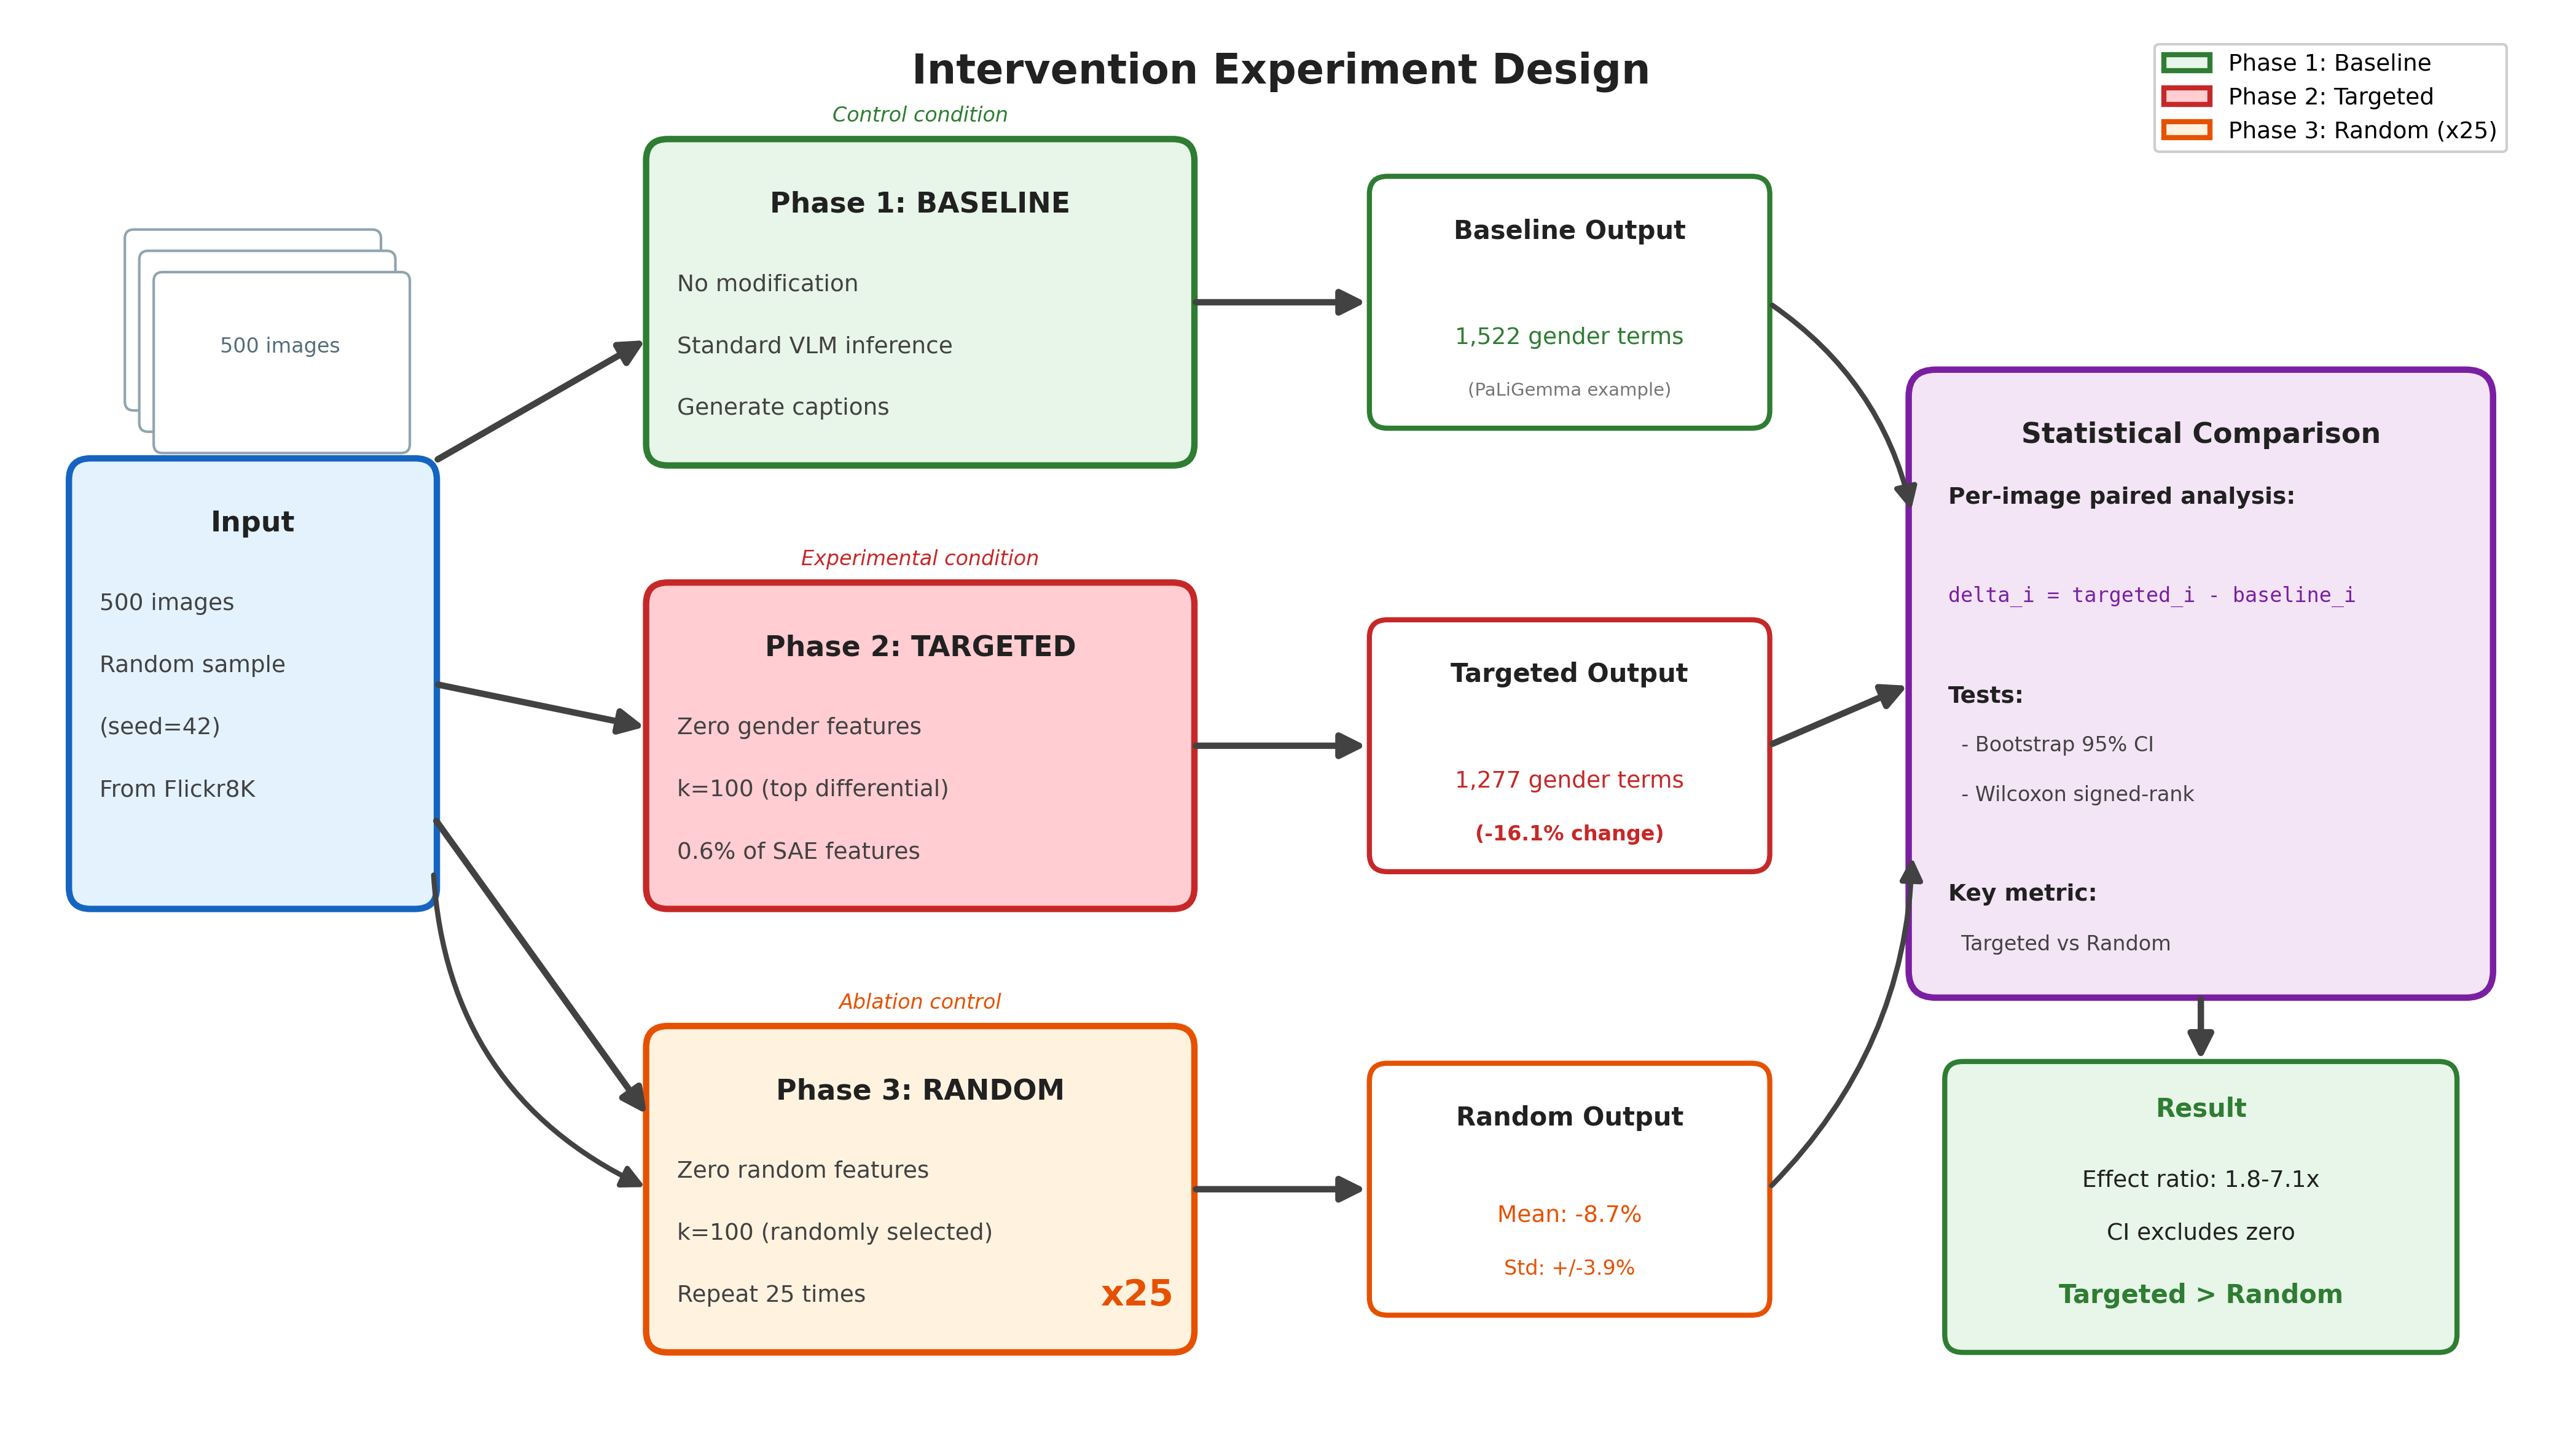 Intervention Experiment Design
Phase 1: Baseline
Phase 2: Targeted
Phase 3: Random (x25)
500 images
Input
500 images
Random sample
(seed=42)
From Flickr8K
Control condition
Phase 1: BASELINE
No modification
Standard VLM inference
Generate captions
Baseline Output
1,522 gender terms
(PaLiGemma example)
Experimental condition
Phase 2: TARGETED
Zero gender features
k=100 (top differential)
0.6% of SAE features
Targeted Output
1,277 gender terms
(-16.1% change)
Ablation control
Phase 3: RANDOM
Zero random features
k=100 (randomly selected)
Repeat 25 times
x25
Random Output
Mean: -8.7%
Std: +/-3.9%
Statistical Comparison
Per-image paired analysis:
delta_i = targeted_i - baseline_i
Tests:
- Bootstrap 95% CI
- Wilcoxon signed-rank
Key metric:
Targeted vs Random
Result
Effect ratio: 1.8-7.1x
CI excludes zero
Targeted > Random